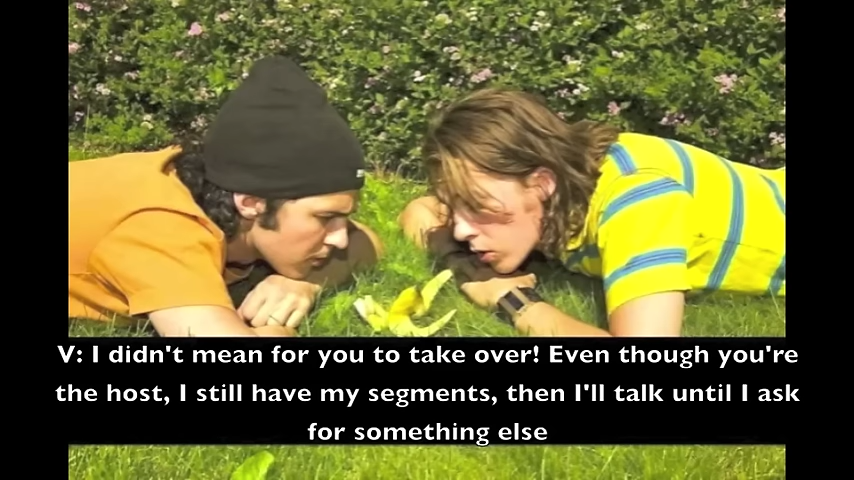 V: I didn't mean for you to take over! Even though you're
the host, I still have my segments, then I'll talk until I ask
for something else